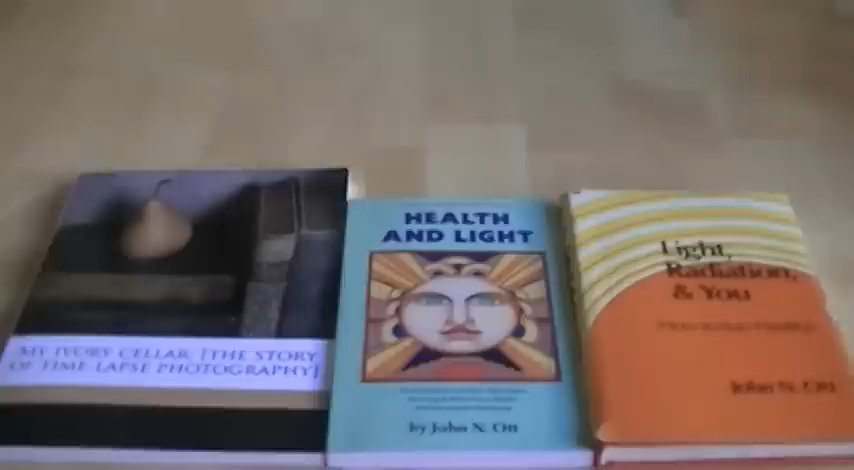 MY IVORY CELLAR; [THE STORY
OF TIME-LAPSE PHOTOGRAPHY]
HEALTH
AND LIGHT
by John N. Ott
Light,
Radiation,
& You
John N. Ott